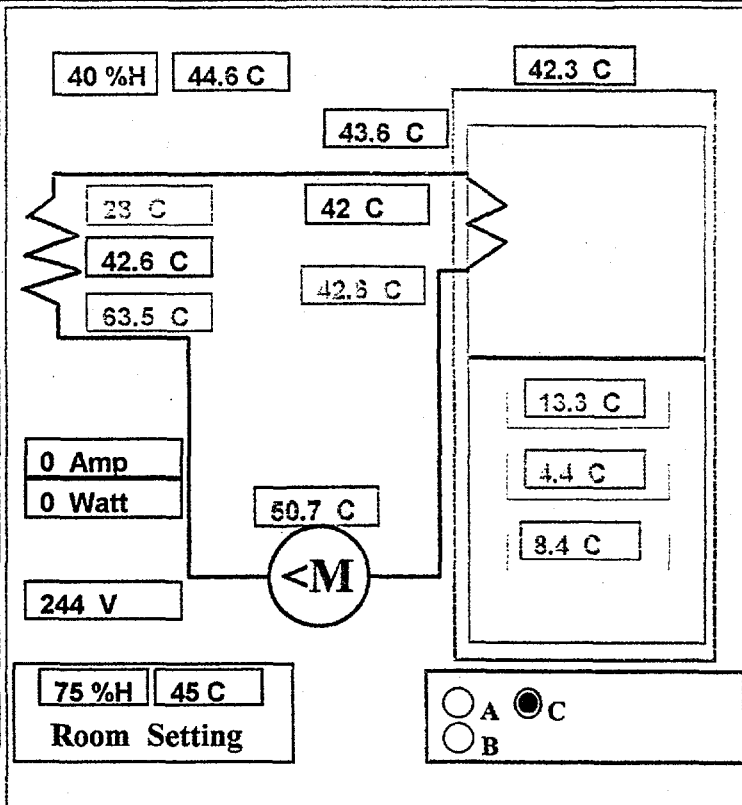 40 %H 44.6 C
42.3 C
43.6 C
28 C
42 C
42.6 C
42.6 C
63.5 C
13.3 C
0 Amp
4.4 C
0 Watt
50.7 C
8.4 C
<M
244 V
75 %H 45 C
Room Setting
A C
B